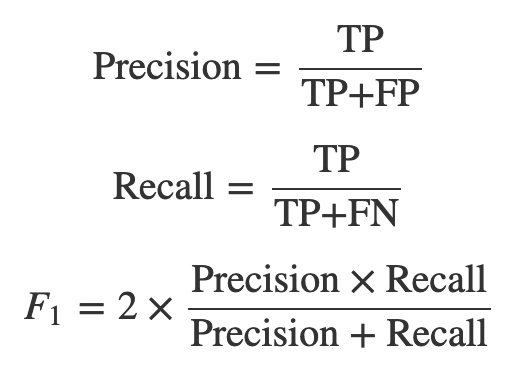 Precision = TP / TP+FP
Recall = TP / TP+FN
F₁ = 2 × Precision × Recall / Precision + Recall